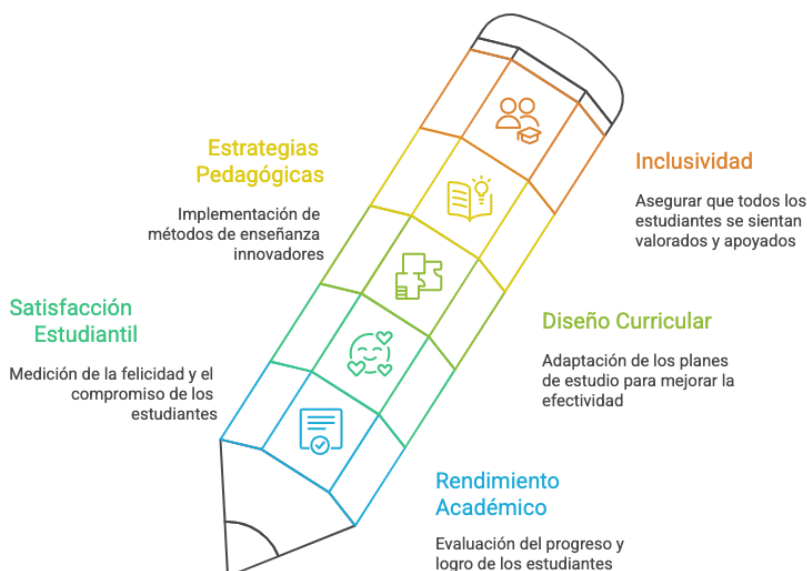 Estrategias
Pedagógicas
Implementación de
métodos de enseñanza
innovadores
Inclusividad
Asegurar que todos los
estudiantes se sientan
valorados y apoyados
Satisfacción
Estudiantil
Medición de la felicidad y el
compromiso de los
estudiantes
Diseño Curricular
Adaptación de los planes
de estudio para mejorar la
efectividad
Rendimiento
Académico
Evaluación del progreso y
logro de los estudiantes